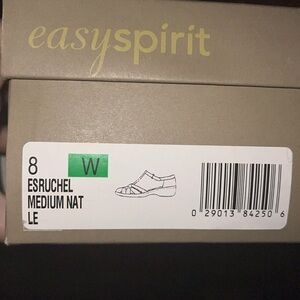 easyspirit
8 W
ESRUCHEL
MEDIUM NAT
LE
0 29013 84250 6